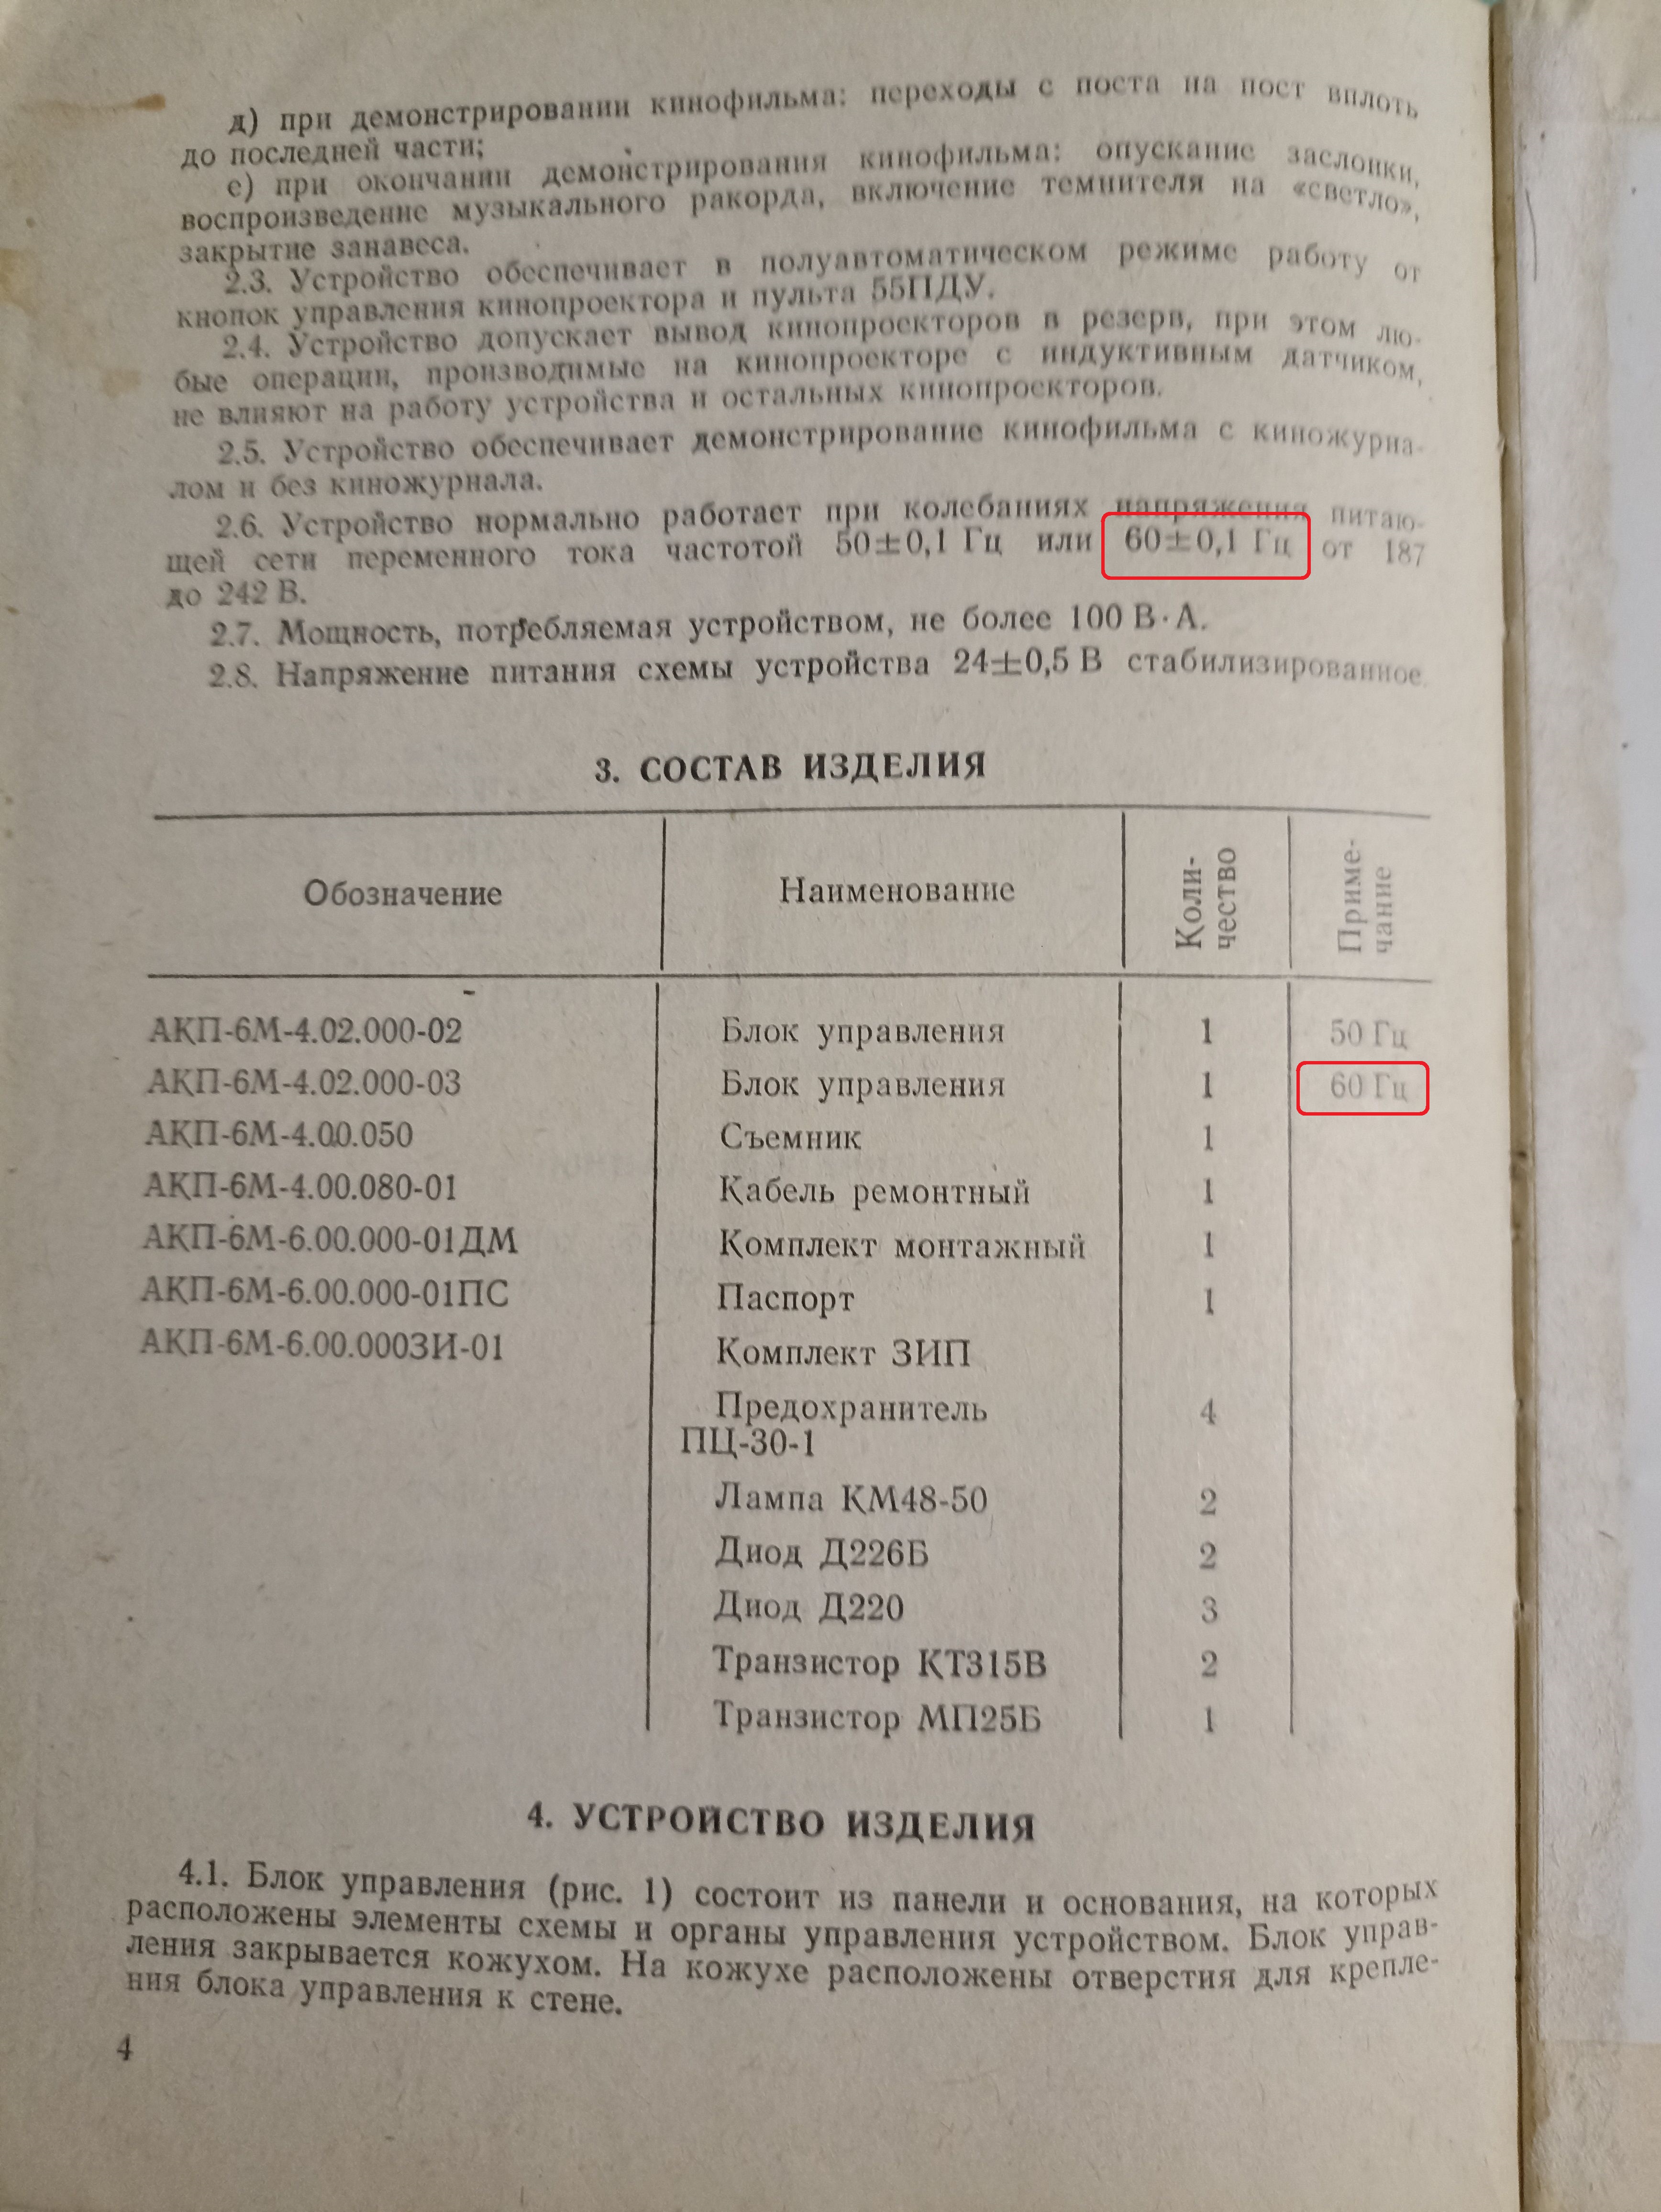 д) при демонстрировании кинофильма: переходы с поста на пост вплоть
до последней части;
е) при окончании демонстрирования кинофильма: опускание заслонки,
воспроизведение музыкального ракорда, включение темнителя на «светло»,
закрытие занавеса.
2.3. Устройство обеспечивает в полуавтоматическом режиме работу от
кнопок управления кинопроектора и пульта 55ПДУ.
2.4. Устройство допускает вывод кинопроекторов в резерв, при этом лю-
бые операции, производимые на кинопроекторе с индуктивным датчиком,
не влияют на работу устройства и остальных кинопроекторов.
2.5. Устройство обеспечивает демонстрирование кинофильма с киножурна-
лом и без киножурнала.
2.6. Устройство нормально работает при колебаниях напряжения питаю-
щей сети переменного тока частотой 50±0,1 Гц или 60±0,1 Гц от 187
до 242 В.
2.7. Мощность, потребляемая устройством, не более 100 В·А.
2.8. Напряжение питания схемы устройства 24±0,5 В стабилизированное.
3. СОСТАВ ИЗДЕЛИЯ
Обозначение Наименование Коли-чество Приме-чание
АКП-6М-4.02.000-02 Блок управления 1 50 Гц
АКП-6М-4.02.000-03 Блок управления 1 60 Гц
АКП-6М-4.00.050 Съемник 1
АКП-6М-4.00.080-01 Кабель ремонтный 1
АКП-6М-6.00.000-01ДМ Комплект монтажный 1
АКП-6М-6.00.000-01ПС Паспорт 1
АКП-6М-6.00.000ЗИ-01 Комплект ЗИП
Предохранитель 4
ПЦ-30-1
Лампа КМ48-50 2
Диод Д226Б 2
Диод Д220 3
Транзистор КТ315В 2
Транзистор МП25Б 1
4. УСТРОЙСТВО ИЗДЕЛИЯ
4.1. Блок управления (рис. 1) состоит из панели и основания, на которых
расположены элементы схемы и органы управления устройством. Блок управ-
ления закрывается кожухом. На кожухе расположены отверстия для крепле-
ния блока управления к стене.
4